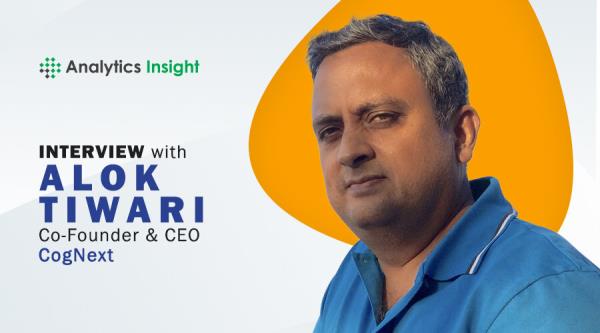 Analytics Insight
INTERVIEW with
ALOK
TIWARI
Co-Founder & CEO
CogNext